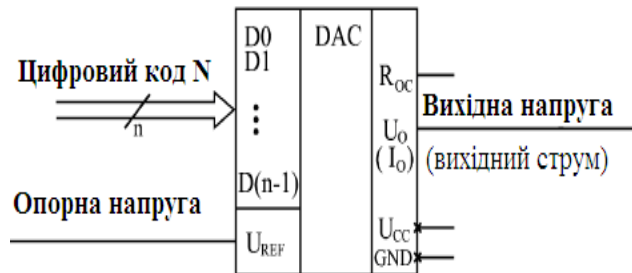 Цифровий код N
n
Опорна напруга
D0
D1
D(n-1)
U_REF
DAC
R_OC
U_O
( I_O )
U_CC
GND
Вихідна напруга
(вихідний струм)